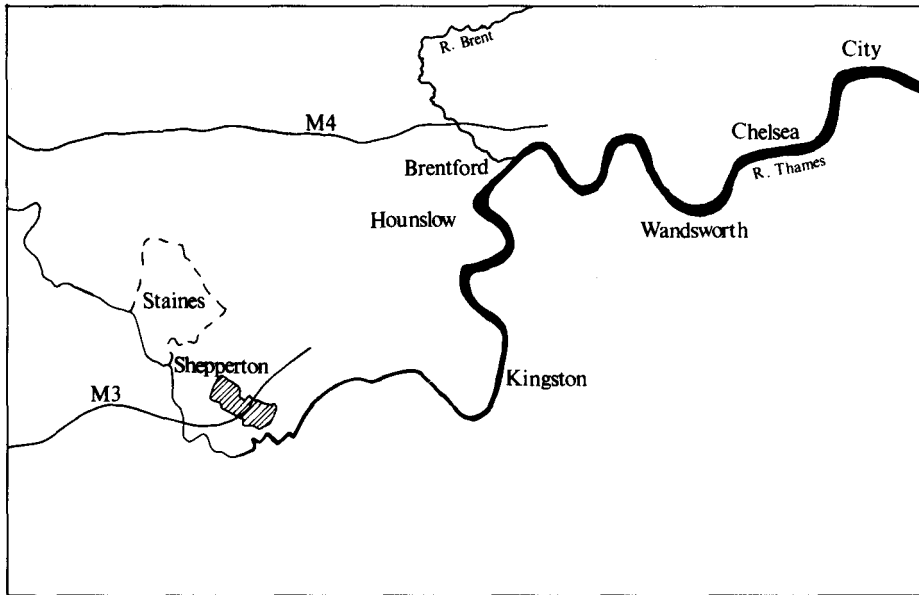 R. Brent
City
M4
Chelsea
Brentford
R. Thames
Hounslow
Wandsworth
Staines
Shepperton
Kingston
M3